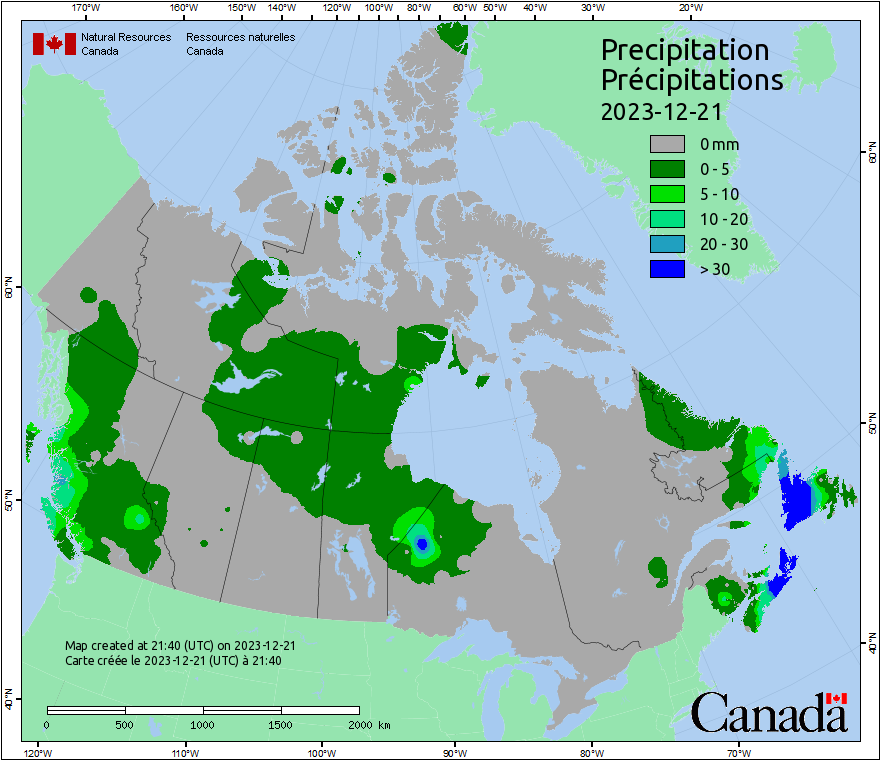 170°W 160°W 150°W 140°W 130°W 120°W 110°W 100°W 90°W 80°W 70°W 60°W 50°W 40°W 30°W 20°W
Natural Resources Ressources naturelles
Canada Canada
Precipitation
Précipitations
2023-12-21
0 mm
0 - 5
5 - 10
10 - 20
20 - 30
> 30
60°N
50°N
40°N
60°N
50°N
40°N
Map created at 21:40 (UTC) on 2023-12-21
Carte créée le 2023-12-21 (UTC) à 21:40
0 500 1000 1500 2000 km
Canada
120°W 110°W 100°W 90°W 80°W 70°W